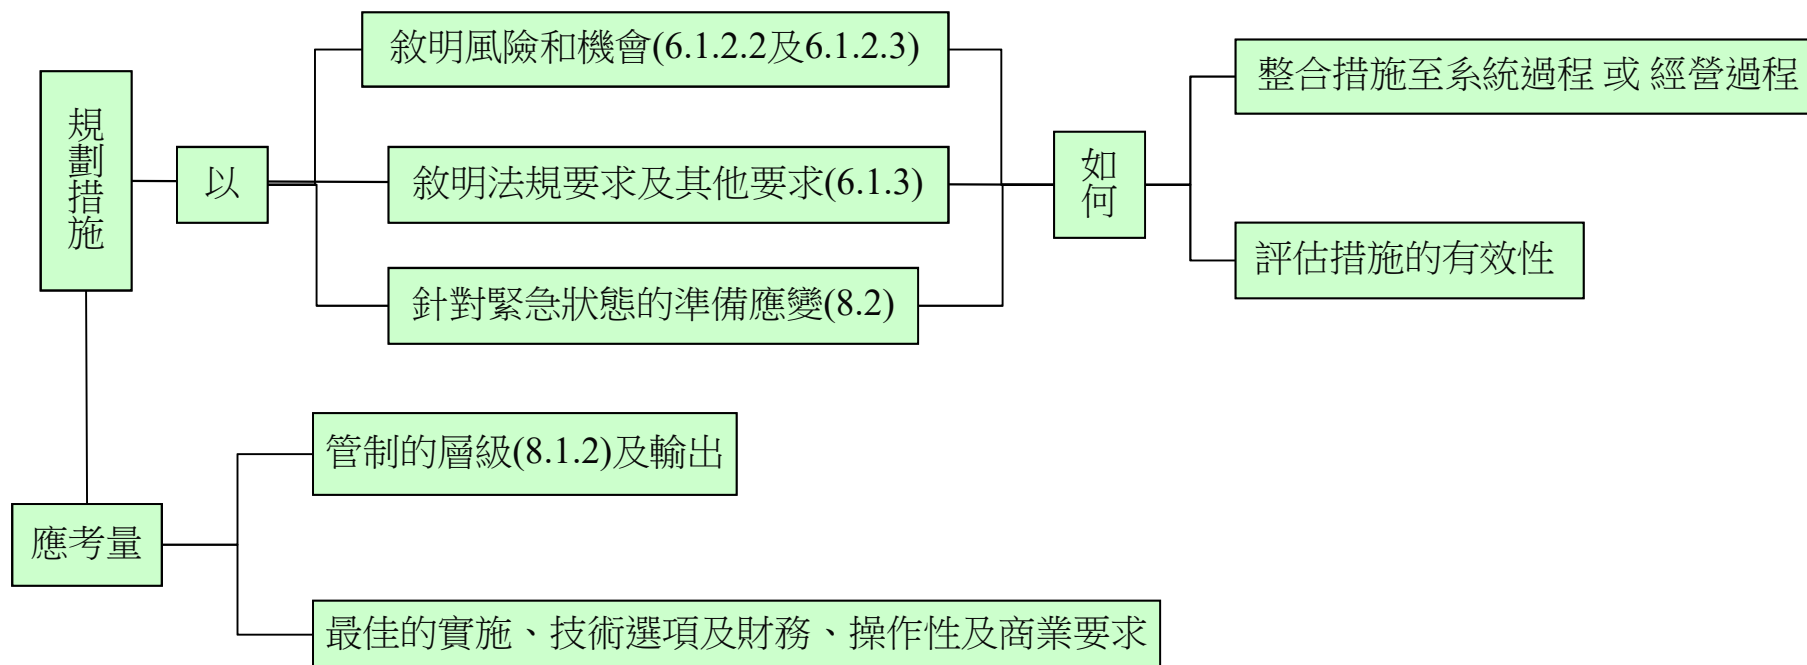 規劃措施
以
敘明風險和機會(6.1.2.2及6.1.2.3)
敘明法規要求及其他要求(6.1.3)
針對緊急狀態的準備應變(8.2)
如何
整合措施至系統過程 或 經營過程
評估措施的有效性
應考量
管制的層級(8.1.2)及輸出
最佳的實施、技術選項及財務、操作性及商業要求